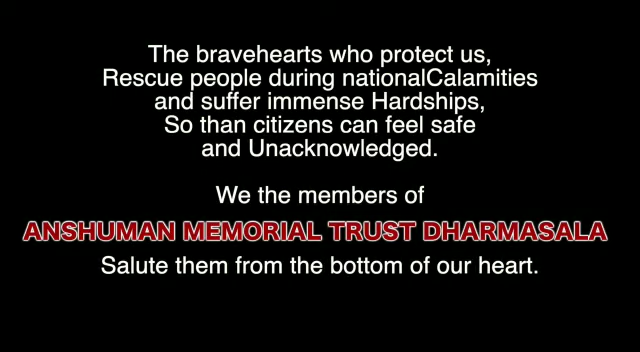 The bravehearts who protect us,
Rescue people during nationalCalamities
and suffer immense Hardships,
So than citizens can feel safe
and Unacknowledged.
We the members of
ANSHUMAN MEMORIAL TRUST DHARMASALA
Salute them from the bottom of our heart.